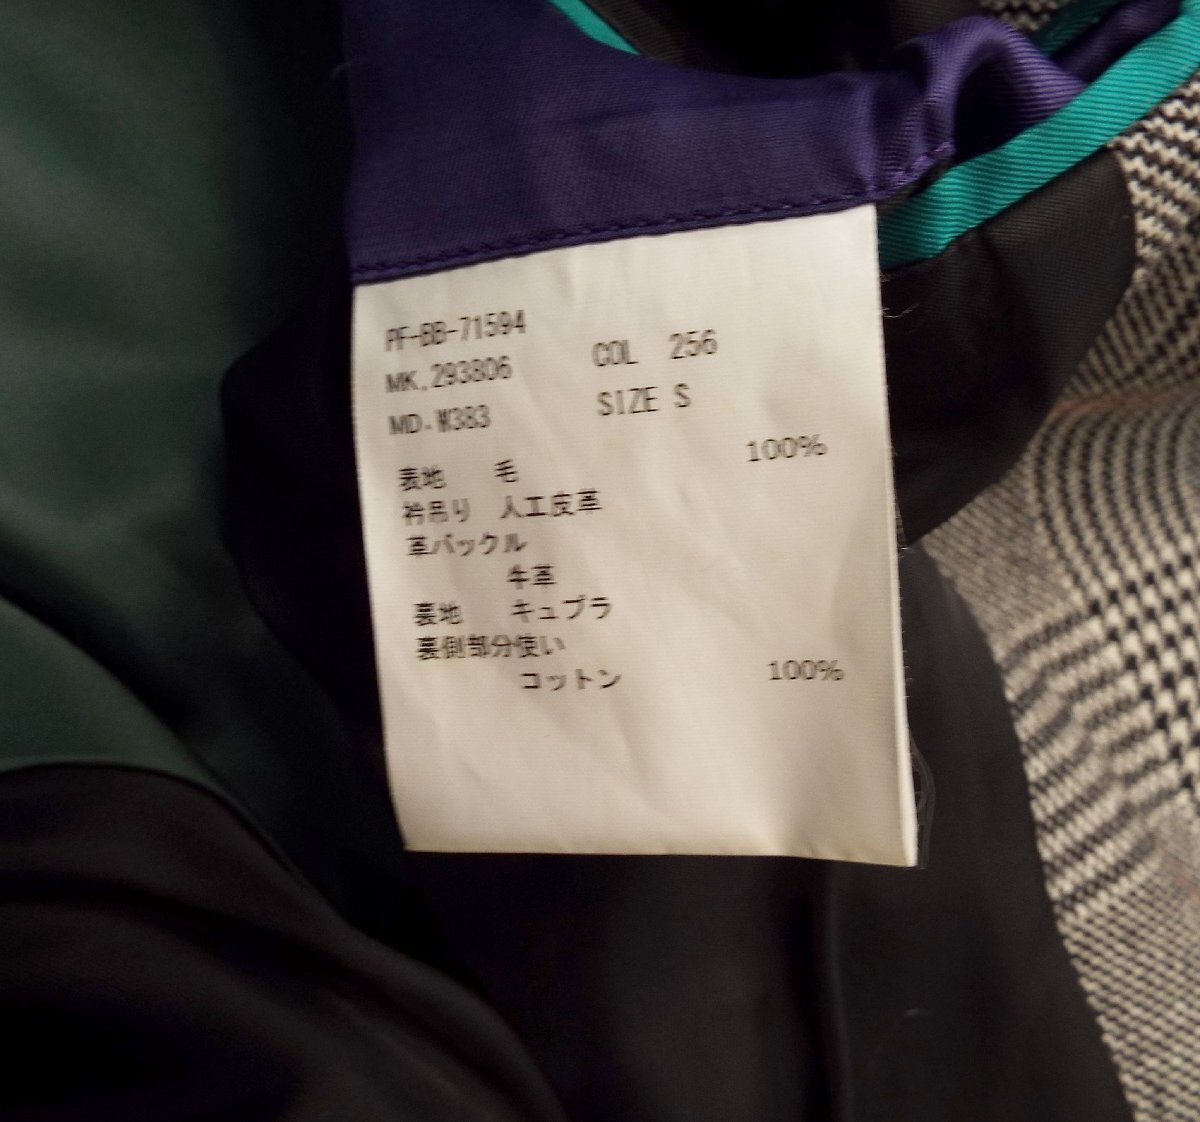 PF-BB-71594
MK.293806 COL 256
MD.W383 SIZE S
表地 毛 100%
衿吊り 人工皮革
革バックル
牛革
裏地 キュプラ
裏側部分使い
コットン 100%